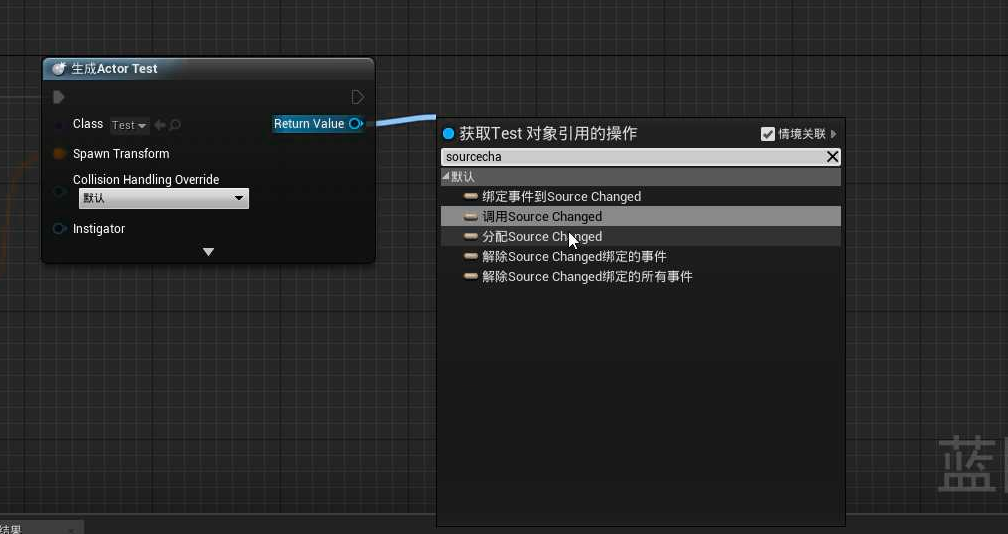 生成Actor Test
Class Test
Return Value
Spawn Transform
Collision Handling Override
默认
Instigator
获取Test 对象引用的操作
情境关联
sourcecha
默认
绑定事件到Source Changed
调用Source Changed
分配Source Changed
解除Source Changed绑定的事件
解除Source Changed绑定的所有事件
蓝
结果